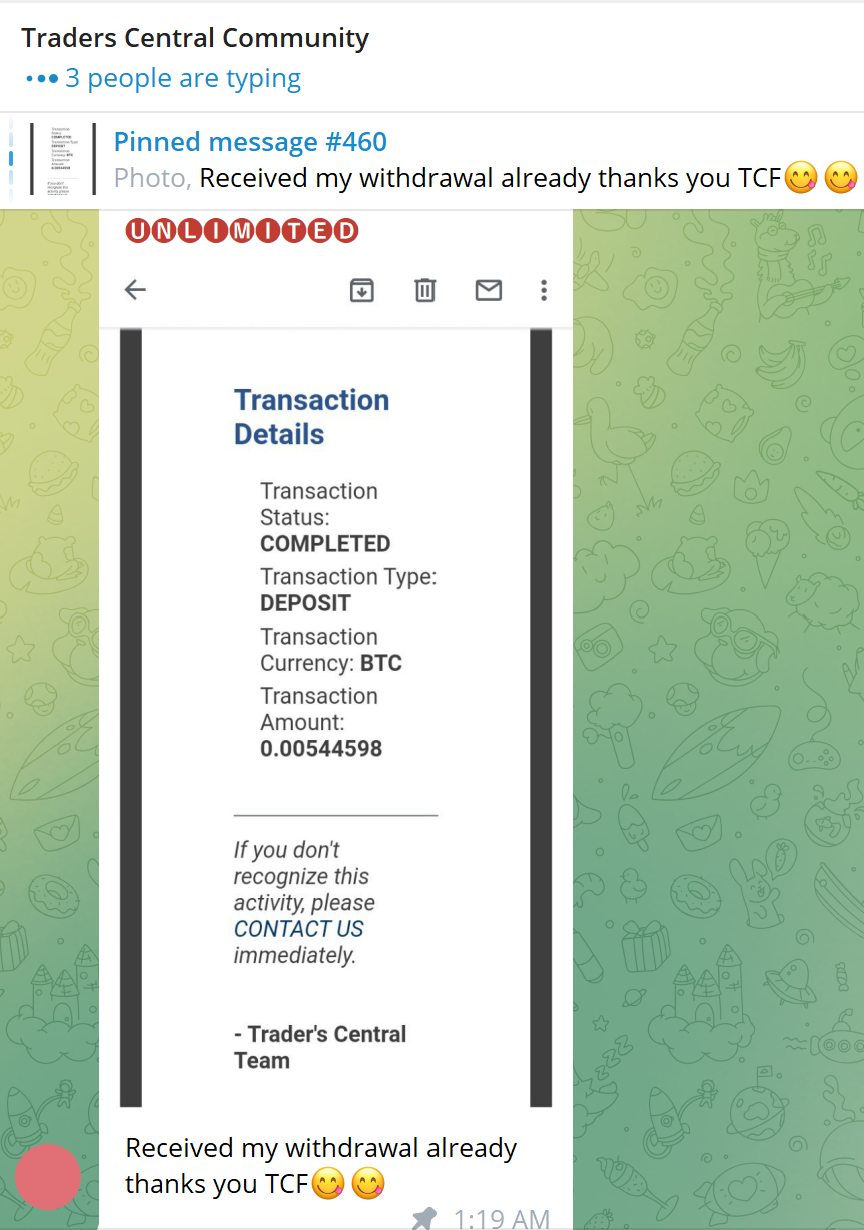 Traders Central Community
3 people are typing
Pinned message #460
Photo, Received my withdrawal already thanks you TCF😋 😋
🅤🅝🅛🅘🅜🅘🅣🅔🅓
Transaction
Details
Transaction
Status:
COMPLETED
Transaction Type:
DEPOSIT
Transaction
Currency: BTC
Transaction
Amount:
0.00544598
If you don't
recognize this
activity, please
CONTACT US
immediately.
- Trader's Central
Team
Received my withdrawal already
thanks you TCF😋 😋
1:19 AM